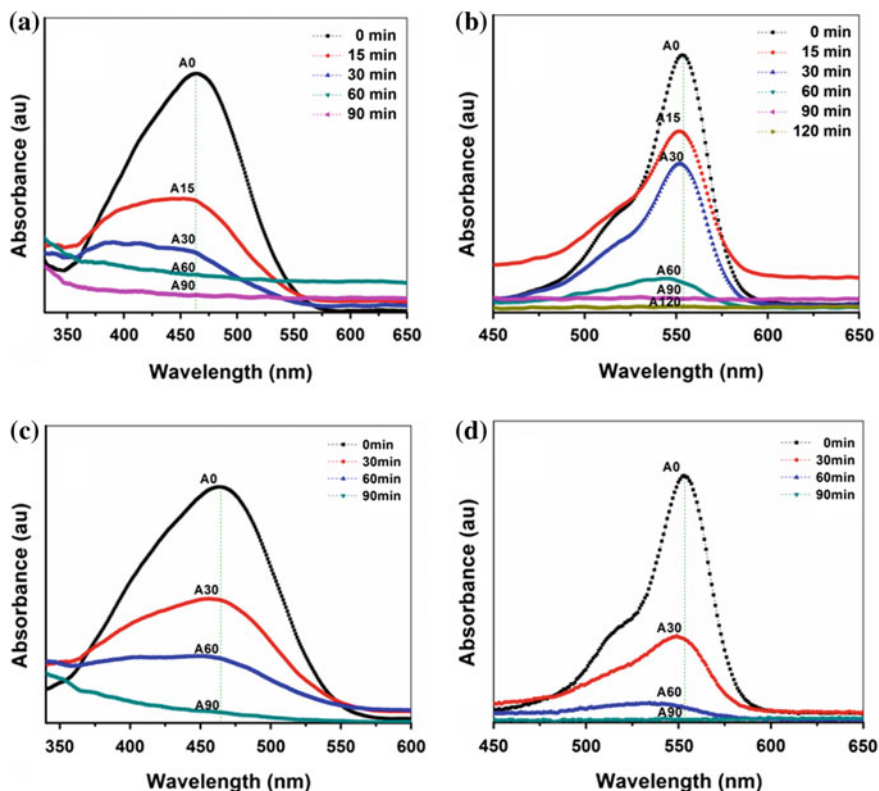 (a)
0 min
15 min
30 min
60 min
90 min
A0
A15
A30
A60
A90
Absorbance (au)
350 400 450 500 550 600 650
Wavelength (nm)
(b)
0 min
15 min
30 min
60 min
90 min
120 min
A0
A15
A30
A60
A90
A120
Absorbance (au)
450 500 550 600 650
Wavelength (nm)
(c)
0min
30min
60min
90min
A0
A30
A60
A90
Absorbance (au)
350 400 450 500 550 600
Wavelength (nm)
(d)
0min
30min
60min
90min
A0
A30
A60
A90
Absorbance (au)
450 500 550 600 650
Wavelength (nm)